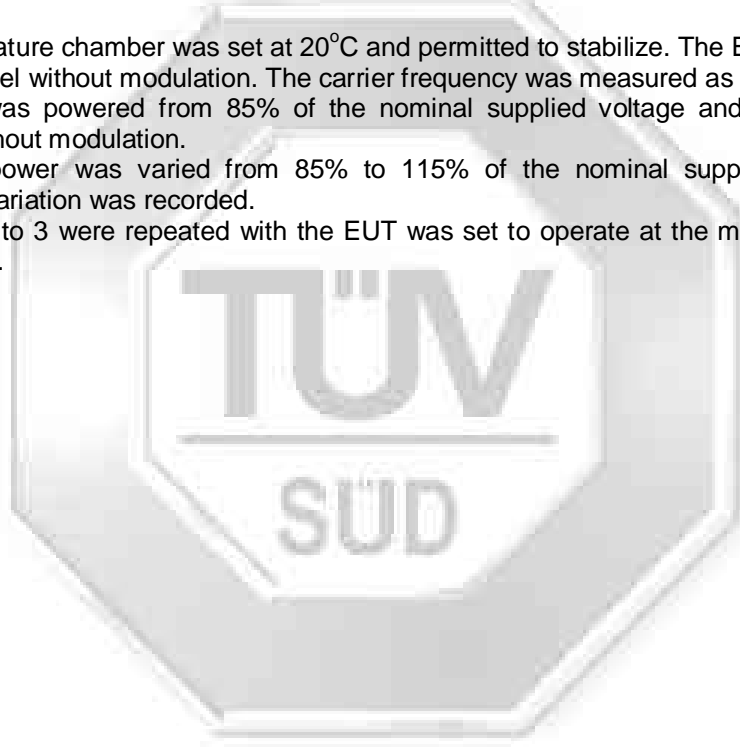 ature chamber was set at 20°C and permitted to stabilize. The E
el without modulation. The carrier frequency was measured as
was powered from 85% of the nominal supplied voltage and
hout modulation.
power was varied from 85% to 115% of the nominal supp
ariation was recorded.
to 3 were repeated with the EUT was set to operate at the m
.
TÜV
SÜD